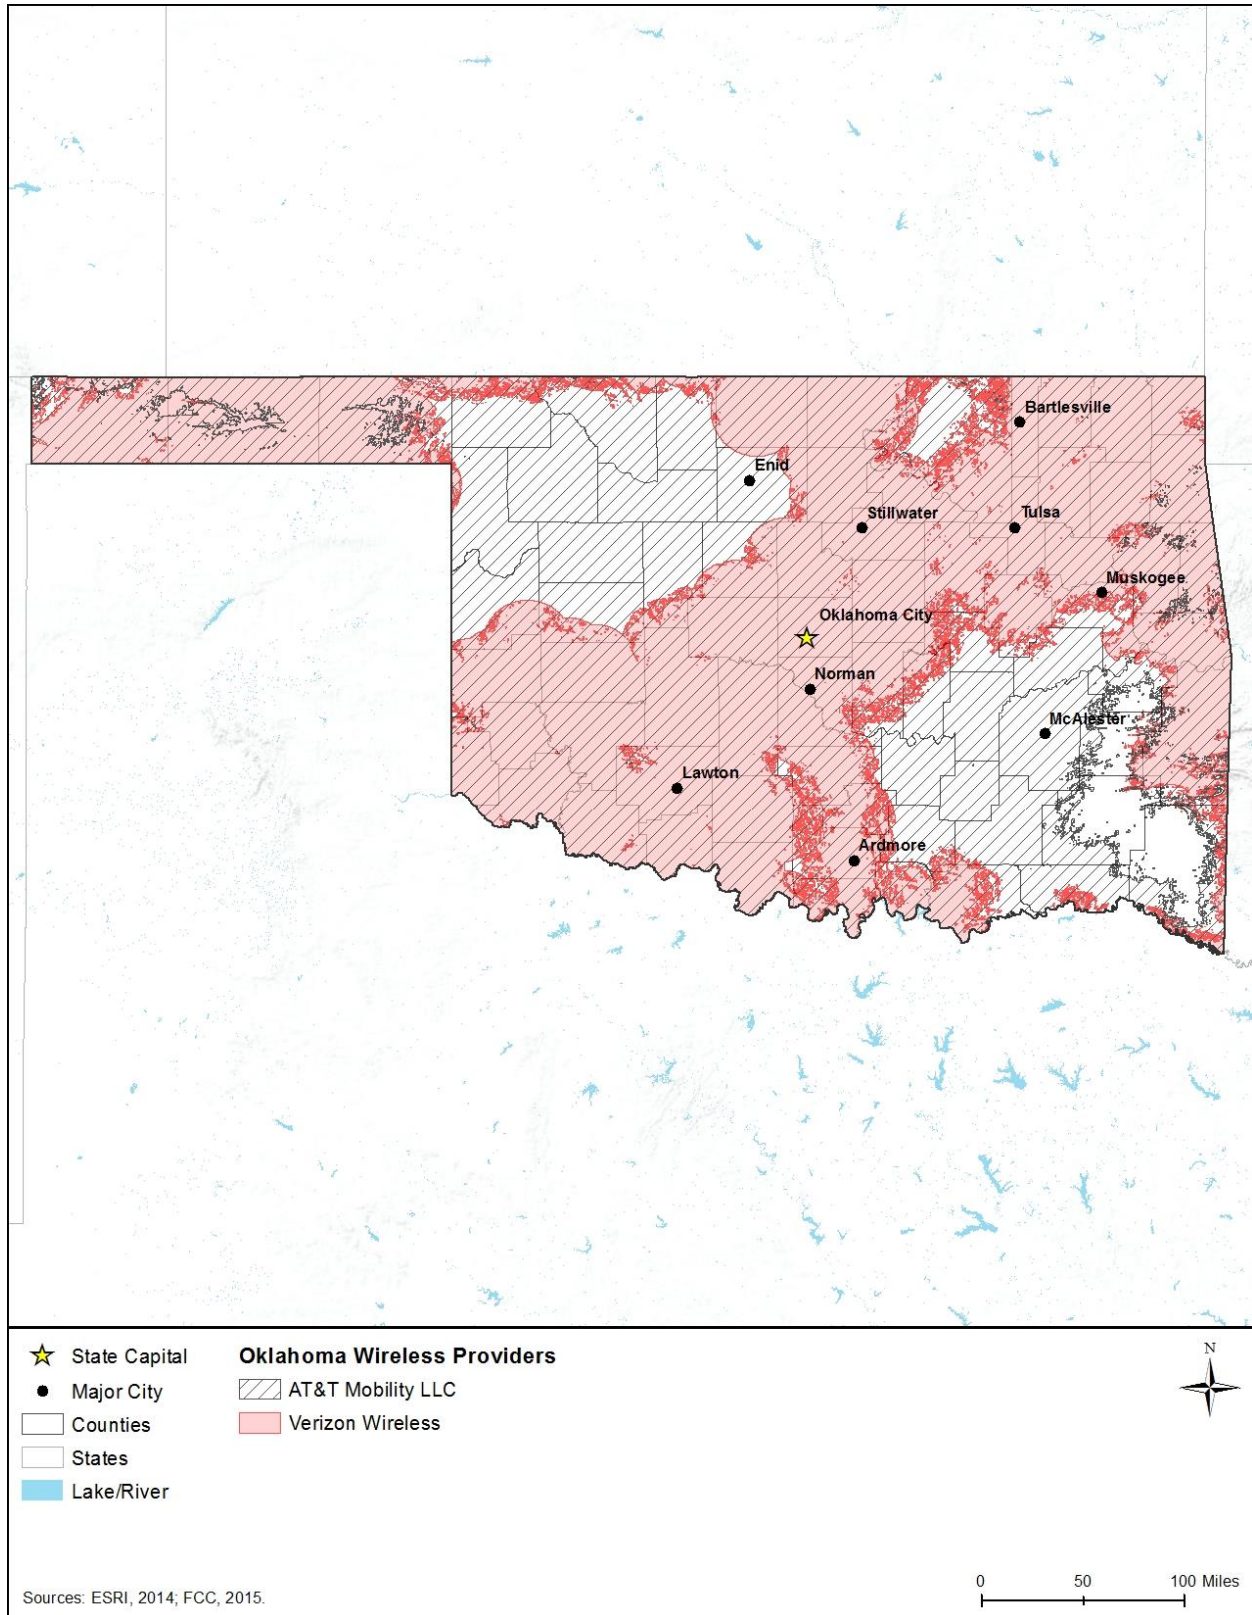 Bartlesville
Enid
Stillwater
Tulsa
Muskogee
Oklahoma City
Norman
McAlester
Lawton
Ardmore
State Capital
Major City
Counties
States
Lake/River
Oklahoma Wireless Providers
AT&T Mobility LLC
Verizon Wireless
N
Sources: ESRI, 2014; FCC, 2015.
0 50 100 Miles